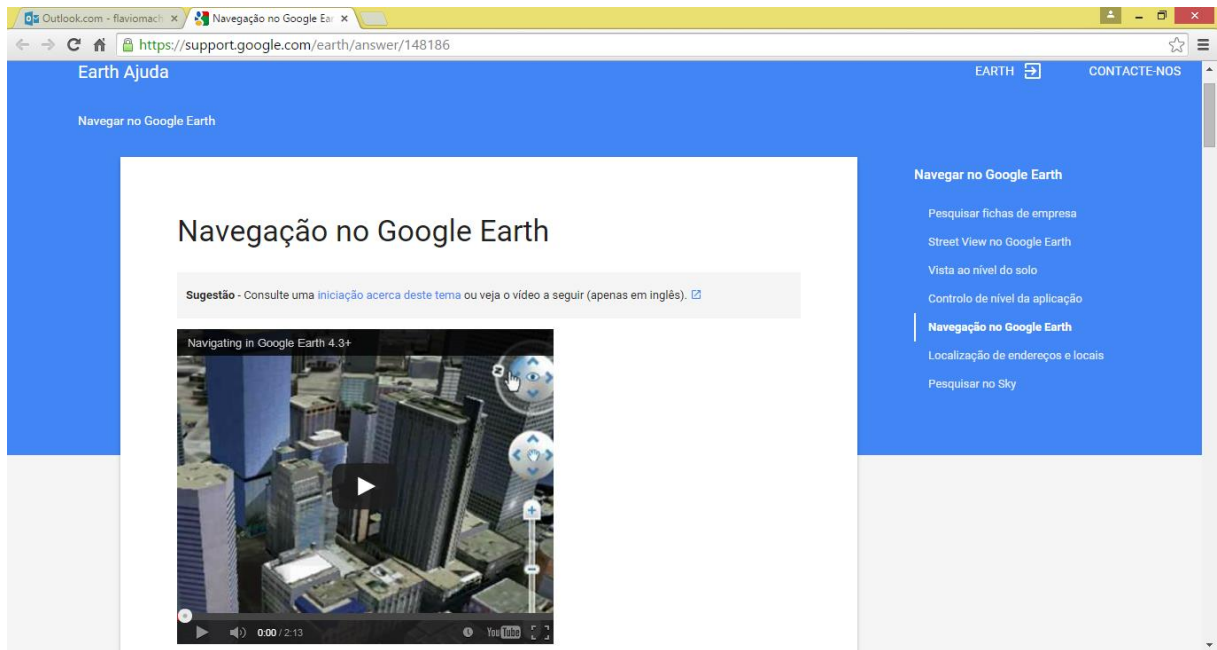 Outlook.com - flaviomach
Navegação no Google Ear
https://support.google.com/earth/answer/148186
Earth Ajuda
EARTH
CONTACTE-NOS
Navegar no Google Earth
Navegação no Google Earth
Sugestão - Consulte uma iniciação acerca deste tema ou veja o vídeo a seguir (apenas em inglês).
Navigating in Google Earth 4.3+
N
0:00 / 2:13
YouTube
Navegar no Google Earth
Pesquisar fichas de empresa
Street View no Google Earth
Vista ao nível do solo
Controlo de nível da aplicação
Navegação no Google Earth
Localização de endereços e locais
Pesquisar no Sky